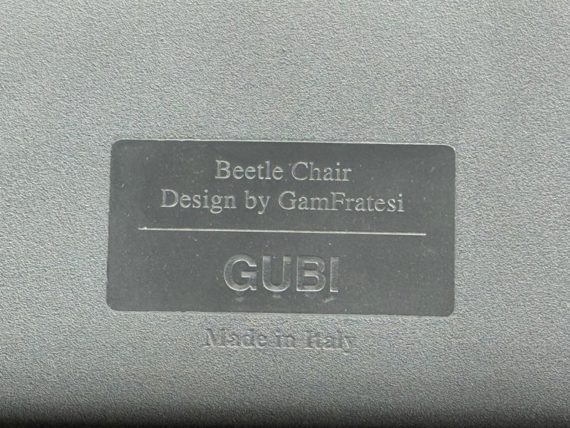 Beetle Chair
Design by GamFratesi
GUBI
Made in Italy